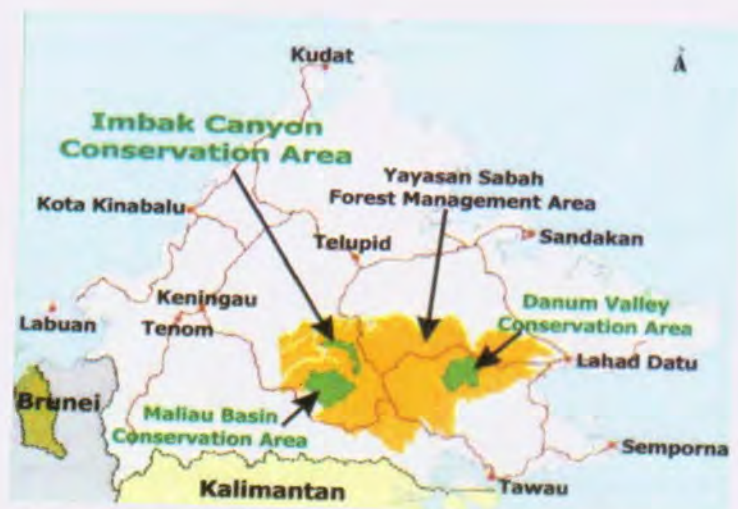 Kudat
Imbak Canyon
Conservation Area
Yayasan Sabah
Forest Management Area
Kota Kinabalu
Telupid
Sandakan
Keningau
Danum Valley
Conservation Area
Labuan
Tenom
Lahad Datu
Brunei
Maliau Basin
Conservation Area
Semporna
Kalimantan
Tawau